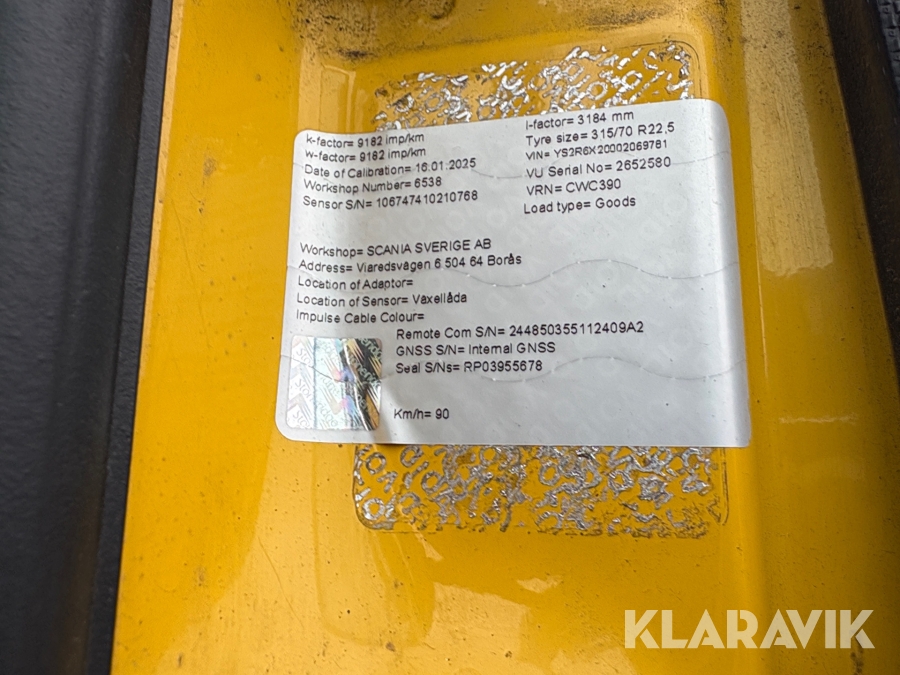 k-factor= 9182 imp/km
w-factor= 9182 imp/km
Date of Calibration= 16.01.2025
Workshop Number= 6538
Sensor S/N= 106747410210768
l-factor= 3184 mm
Tyre size= 315/70 R22,5
VIN= YS2R6X20002069781
VU Serial No= 2652580
VRN= CWC390
Load type= Goods
Workshop= SCANIA SVERIGE AB
Address= Viaredsvägen 6 504 64 Borås
Location of Adaptor=
Location of Sensor= Växellåda
Impulse Cable Colour=
Remote Com S/N= 244850355112409A2
GNSS S/N= Internal GNSS
Seal S/Ns= RP03955678
Km/h= 90
KLARAVIK